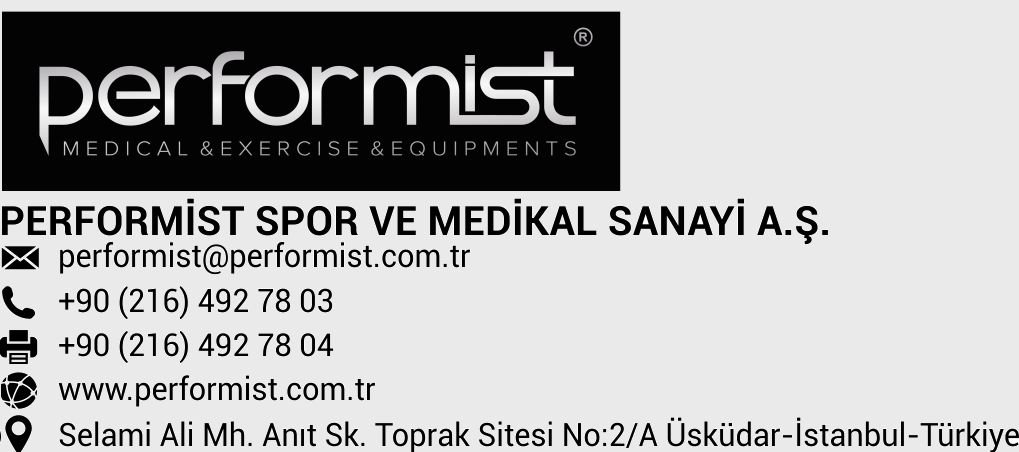 performist®
MEDICAL &EXERCISE &EQUIPMENTS
PERFORMİST SPOR VE MEDİKAL SANAYİ A.Ş.
performist@performist.com.tr
+90 (216) 492 78 03
+90 (216) 492 78 04
www.performist.com.tr
Selami Ali Mh. Anıt Sk. Toprak Sitesi No:2/A Üsküdar-İstanbul-Türkiye